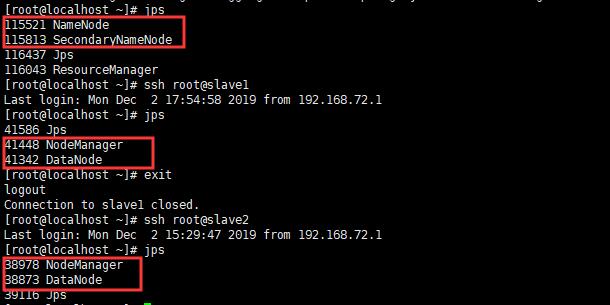 [root@localhost ~]# jps
115521 NameNode
115813 SecondaryNameNode
116437 Jps
116043 ResourceManager
[root@localhost ~]# ssh root@slave1
Last login: Mon Dec  2 17:54:58 2019 from 192.168.72.1
[root@localhost ~]# jps
41586 Jps
41448 NodeManager
41342 DataNode
[root@localhost ~]# exit
logout
Connection to slave1 closed.
[root@localhost ~]# ssh root@slave2
Last login: Mon Dec  2 15:29:47 2019 from 192.168.72.1
[root@localhost ~]# jps
38978 NodeManager
38873 DataNode
39116 Jps